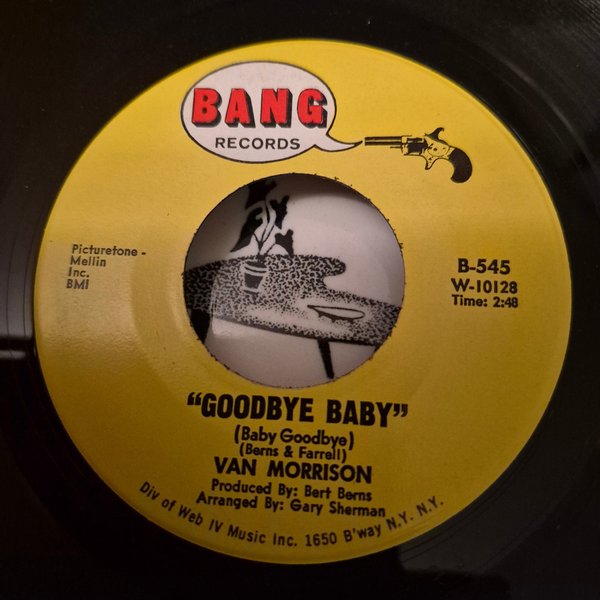 BANG
RECORDS
Picturetone -
Mellin
Inc.
BMI
B-545
W-10128
Time: 2:48
"GOODBYE BABY"
(Baby Goodbye)
(Berns & Farrell)
VAN MORRISON
Produced By: Bert Berns
Arranged By: Gary Sherman
Div of Web IV Music Inc. 1650 B'way N.Y. N.Y.